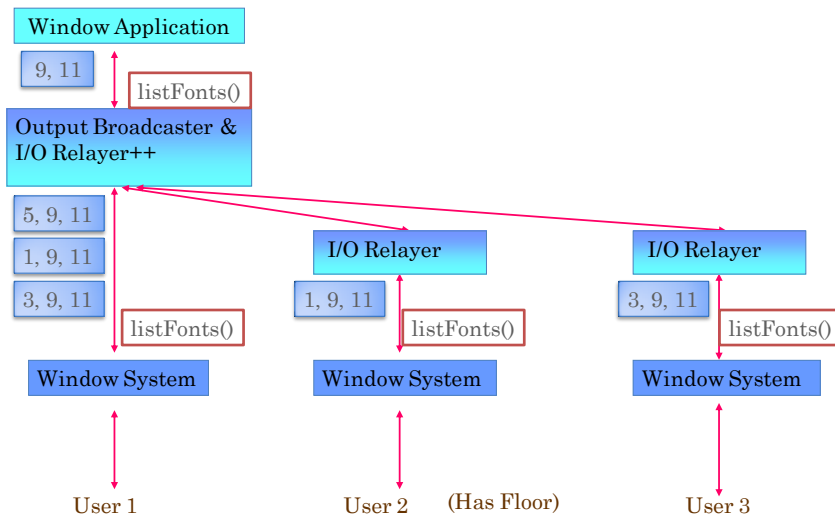 Window Application
9, 11
listFonts()
Output Broadcaster &
I/O Relayer++
5, 9, 11
1, 9, 11
3, 9, 11
I/O Relayer
I/O Relayer
1, 9, 11
3, 9, 11
listFonts()
listFonts()
listFonts()
Window System
Window System
Window System
User 1
User 2
(Has Floor)
User 3